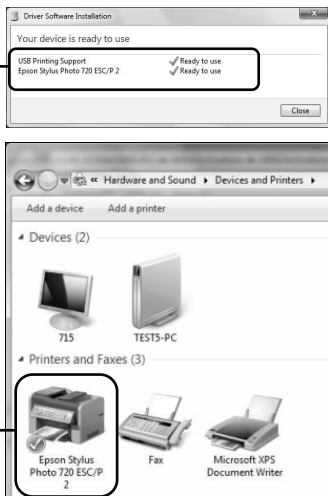 Driver Software Installation
Your device is ready to use
USB Printing Support Ready to use
Epson Stylus Photo 720 ESC/P 2 Ready to use
Close
« Hardware and Sound ▸ Devices and Printers ▸
Add a device Add a printer
Devices (2)
715 TEST5-PC
Printers and Faxes (3)
Epson Stylus Photo 720 ESC/P 2
Fax
Microsoft XPS Document Writer